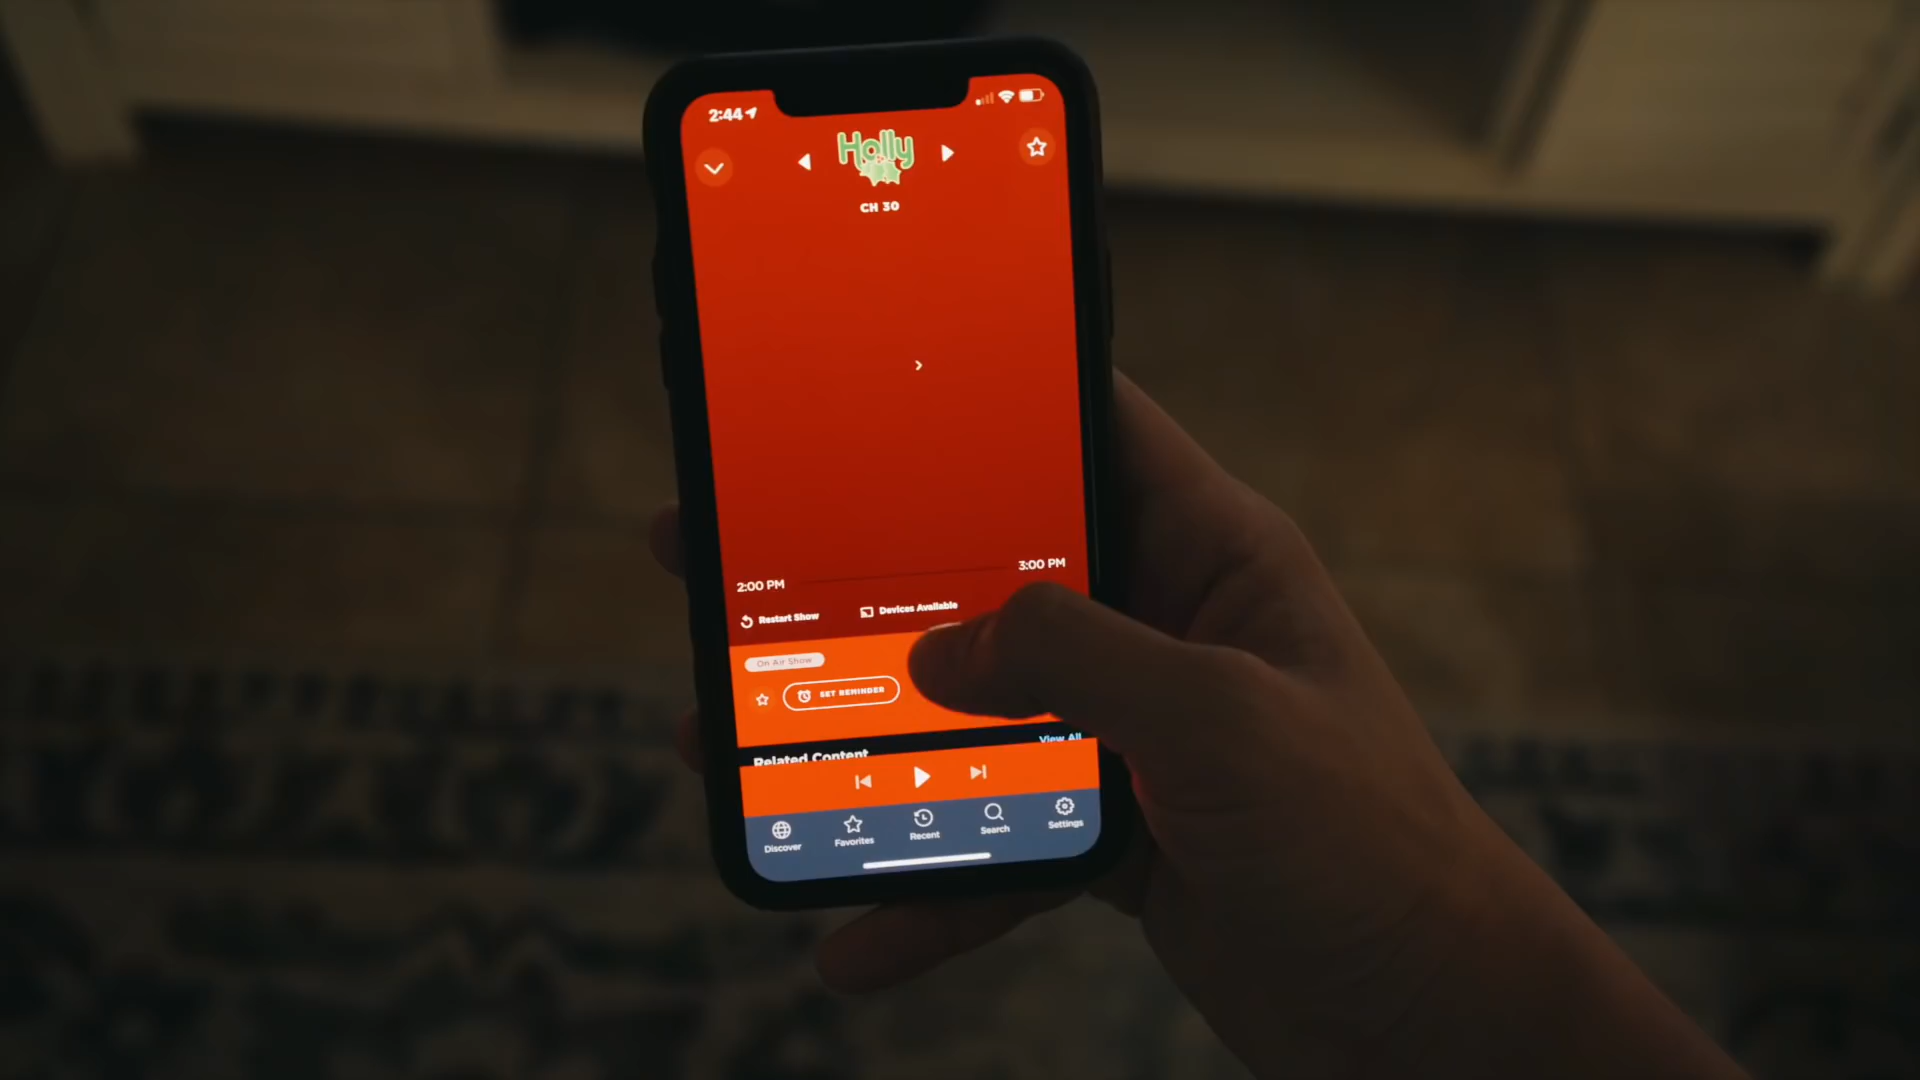 2:44
Holly
CH 30
2:00 PM
3:00 PM
Restart Show
Devices Available
On Air Show
SET REMINDER
Related Content
View All
Discover
Favorites
Recent
Search
Settings